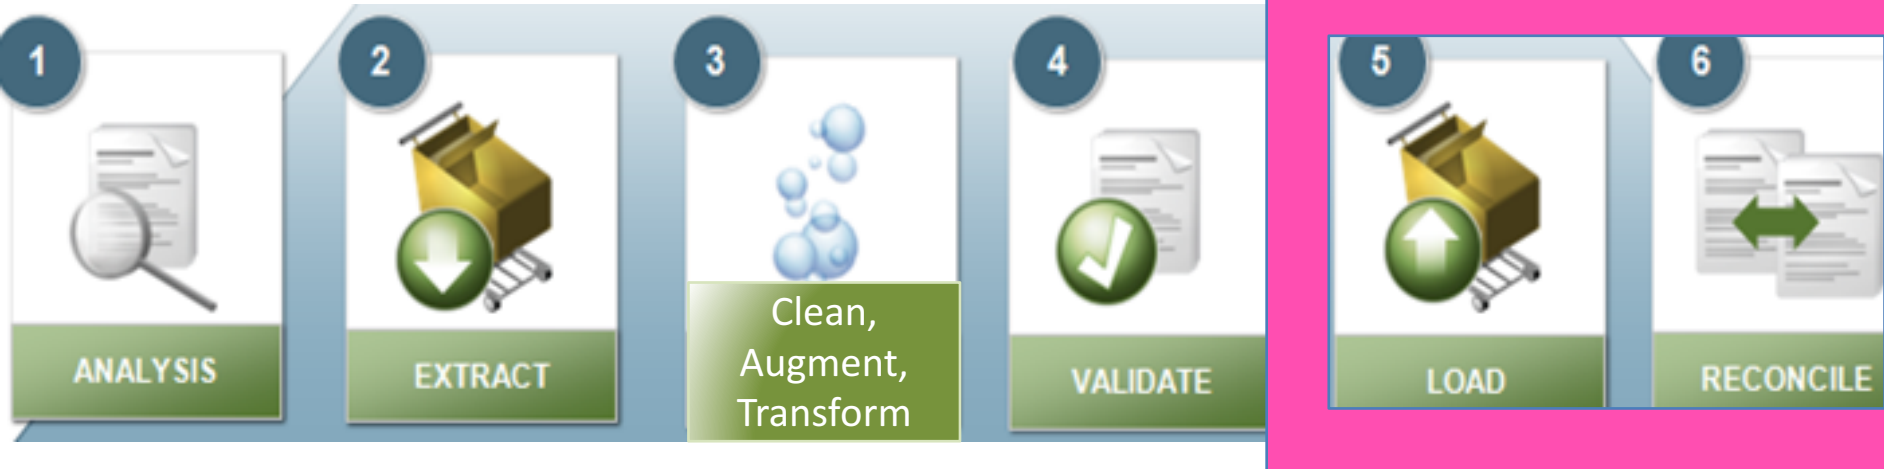 1
ANALYSIS
2
EXTRACT
3
Clean,
Augment,
Transform
4
VALIDATE
5
LOAD
6
RECONCILE